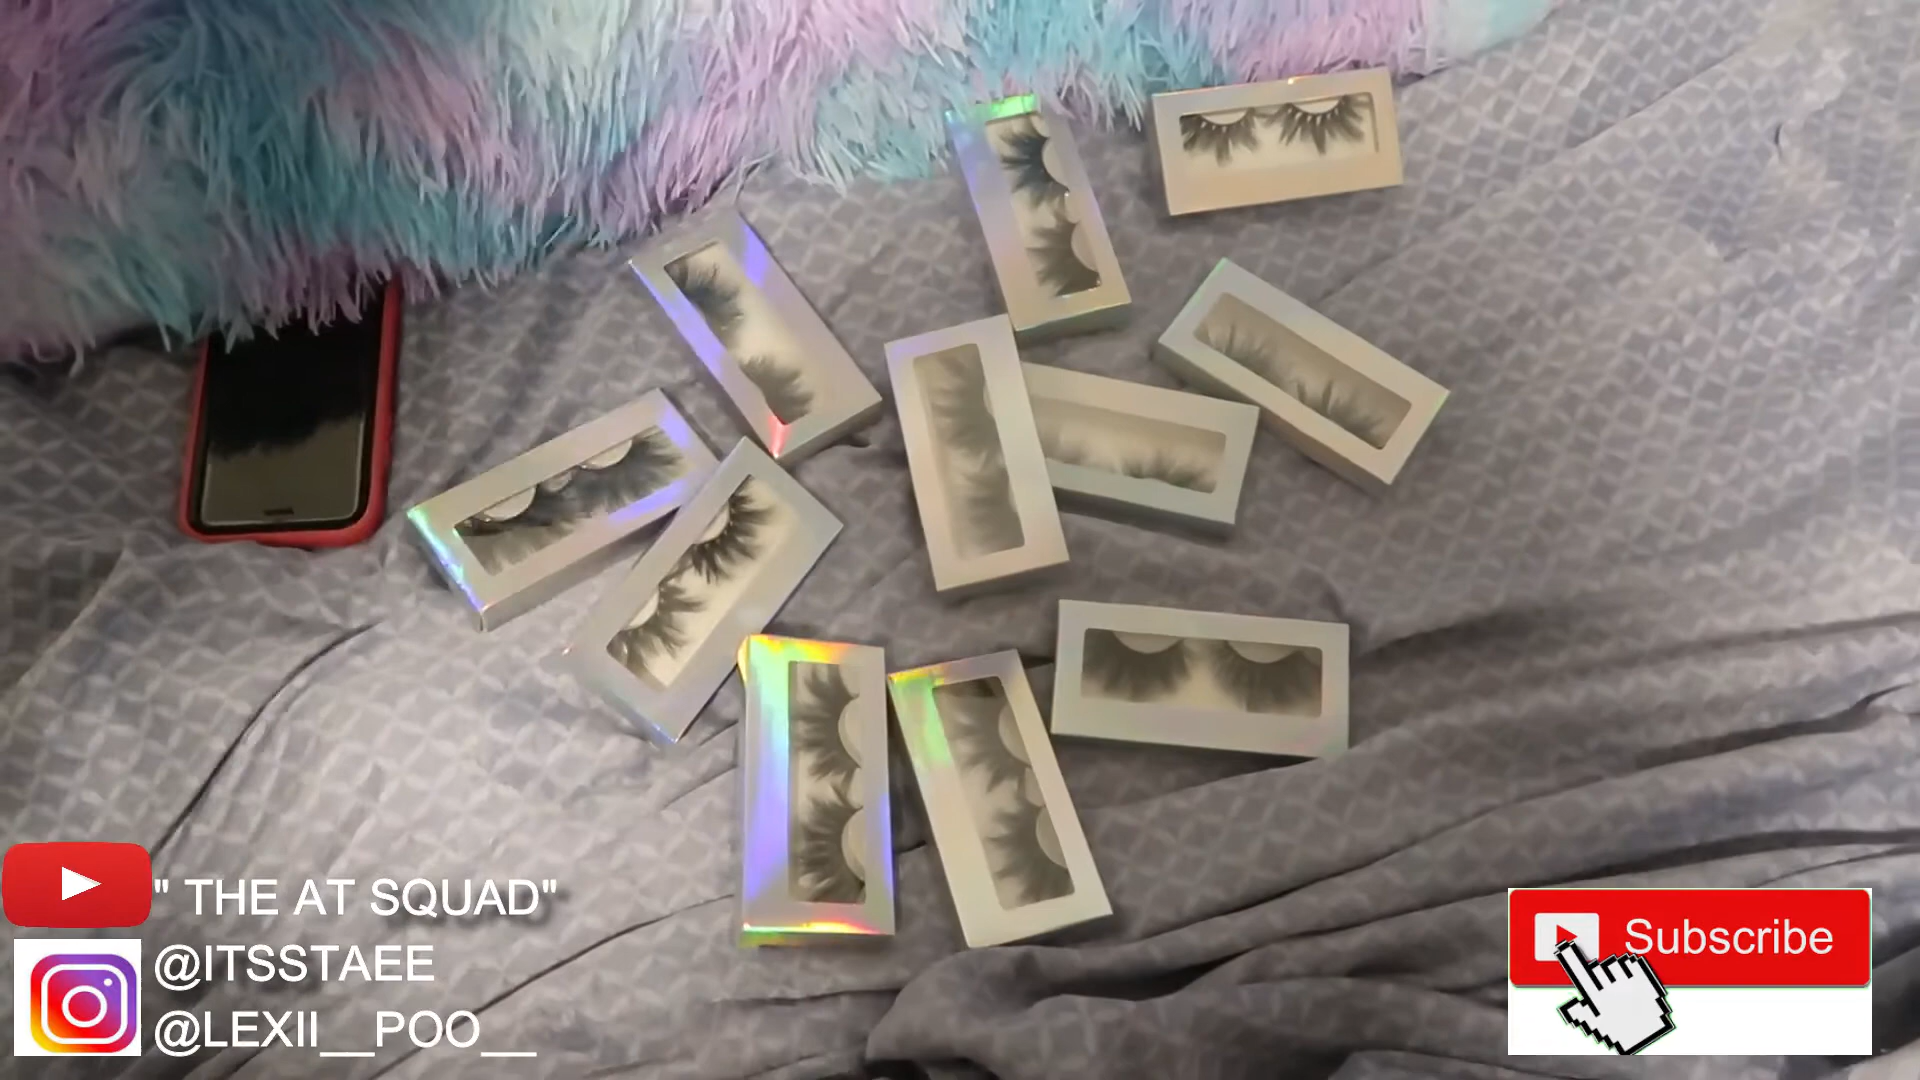 " THE AT SQUAD"
@ITSSTAEE
@LEXII__POO__
Subscribe